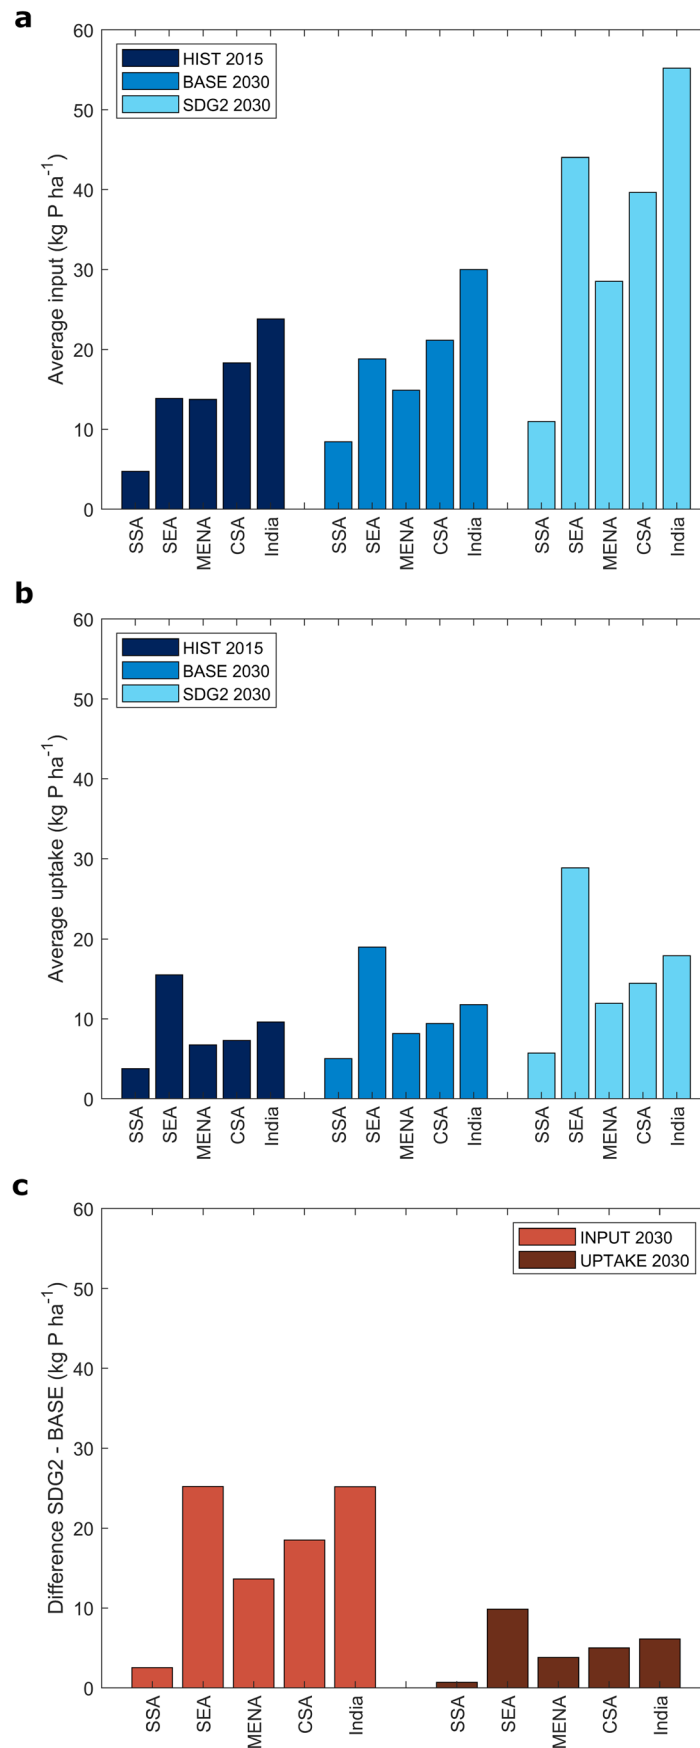 a
60
50
40
30
20
10
0
Average input (kg P ha-1)
HIST 2015
BASE 2030
SDG2 2030
SSA SEA MENA CSA India SSA SEA MENA CSA India SSA SEA MENA CSA India
b
60
50
40
30
20
10
0
Average uptake (kg P ha-1)
HIST 2015
BASE 2030
SDG2 2030
SSA SEA MENA CSA India SSA SEA MENA CSA India SSA SEA MENA CSA India
c
60
50
40
30
20
10
0
Difference SDG2 - BASE (kg P ha-1)
INPUT 2030
UPTAKE 2030
SSA SEA MENA CSA India SSA SEA MENA CSA India